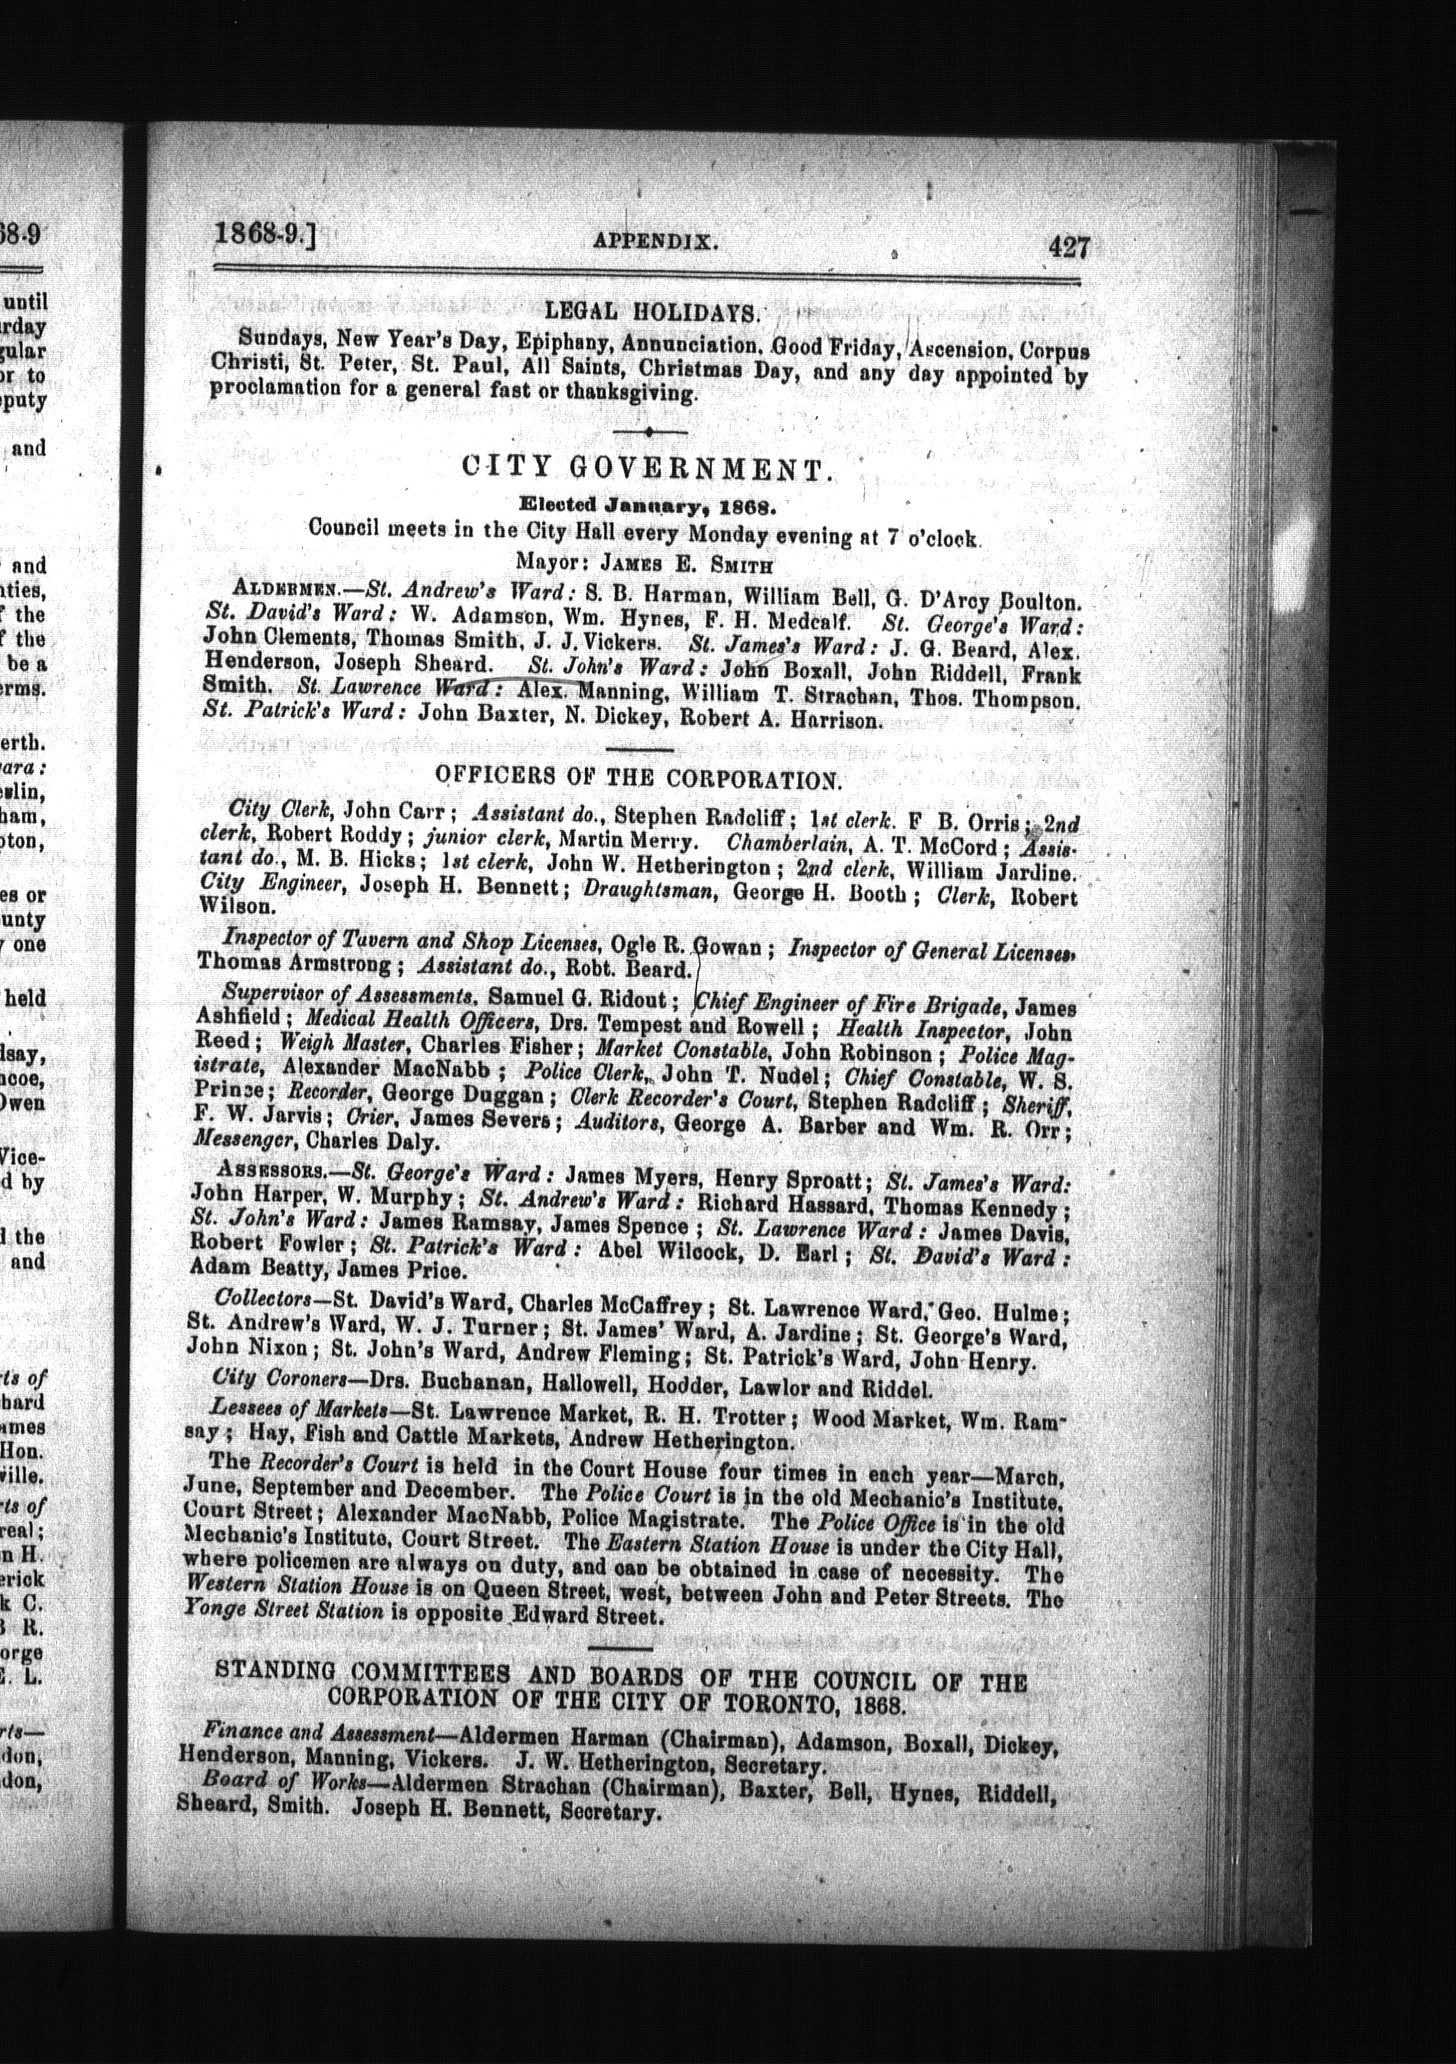 1868-9.] APPENDIX. 427
LEGAL HOLIDAYS.
Sundays, New Year's Day, Epiphany, Annunciation, Good Friday, Ascension, Corpus
Christi, St. Peter, St. Paul, All Saints, Christmas Day, and any day appointed by
proclamation for a general fast or thanksgiving.
CITY GOVERNMENT.
Elected January, 1868.
Council meets in the City Hall every Monday evening at 7 o'clock.
Mayor: JAMES E. SMITH
ALDERMEN.—St. Andrew's Ward: S. B. Harman, William Bell, G. D'Arcy Boulton.
St. David's Ward: W. Adamson, Wm. Hynes, F. H. Medcalf. St. George's Ward:
John Clements, Thomas Smith, J. J. Vickers. St. James's Ward: J. G. Beard, Alex.
Henderson, Joseph Sheard. St. John's Ward: John Boxall, John Riddell, Frank
Smith. St. Lawrence Ward: Alex. Manning, William T. Strachan, Thos. Thompson.
St. Patrick's Ward: John Baxter, N. Dickey, Robert A. Harrison.
OFFICERS OF THE CORPORATION.
City Clerk, John Carr; Assistant do., Stephen Radcliff; 1st clerk. F B. Orris; 2nd
clerk, Robert Roddy; junior clerk, Martin Merry. Chamberlain, A. T. McCord; Assis-
tant do., M. B. Hicks; 1st clerk, John W. Hetherington; 2nd clerk, William Jardine.
City Engineer, Joseph H. Bennett; Draughtsman, George H. Booth; Clerk, Robert
Wilson.
Inspector of Tavern and Shop Licenses, Ogle R. Gowan; Inspector of General Licenses,
Thomas Armstrong; Assistant do., Robt. Beard.
Supervisor of Assessments, Samuel G. Ridout; Chief Engineer of Fire Brigade, James
Ashfield; Medical Health Officers, Drs. Tempest and Rowell; Health Inspector, John
Reed; Weigh Master, Charles Fisher; Market Constable, John Robinson; Police Mag-
istrate, Alexander MacNabb; Police Clerk, John T. Nudel; Chief Constable, W. S.
Prince; Recorder, George Duggan; Clerk Recorder's Court, Stephen Radcliff; Sheriff,
F. W. Jarvis; Crier, James Severs; Auditors, George A. Barber and Wm. R. Orr;
Messenger, Charles Daly.
ASSESSORS.—St. George's Ward: James Myers, Henry Sproatt; St. James's Ward:
John Harper, W. Murphy; St. Andrew's Ward: Richard Hassard, Thomas Kennedy;
St. John's Ward: James Ramsay, James Spence; St. Lawrence Ward: James Davis,
Robert Fowler; St. Patrick's Ward: Abel Wilcock, D. Earl; St. David's Ward:
Adam Beatty, James Price.
Collectors—St. David's Ward, Charles McCaffrey; St. Lawrence Ward, Geo. Hulme;
St. Andrew's Ward, W. J. Turner; St. James' Ward, A. Jardine; St. George's Ward,
John Nixon; St. John's Ward, Andrew Fleming; St. Patrick's Ward, John Henry.
City Coroners—Drs. Buchanan, Hallowell, Hodder, Lawlor and Riddel.
Lessees of Markets—St. Lawrence Market, R. H. Trotter; Wood Market, Wm. Ram-
say; Hay, Fish and Cattle Markets, Andrew Hetherington.
The Recorder's Court is held in the Court House four times in each year—March,
June, September and December. The Police Court is in the old Mechanic's Institute,
Court Street; Alexander MacNabb, Police Magistrate. The Police Office is in the old
Mechanic's Institute, Court Street. The Eastern Station House is under the City Hall,
where policemen are always on duty, and can be obtained in case of necessity. The
Western Station House is on Queen Street, west, between John and Peter Streets. The
Yonge Street Station is opposite Edward Street.
STANDING COMMITTEES AND BOARDS OF THE COUNCIL OF THE
CORPORATION OF THE CITY OF TORONTO, 1868.
Finance and Assessment—Aldermen Harman (Chairman), Adamson, Boxall, Dickey,
Henderson, Manning, Vickers. J. W. Hetherington, Secretary.
Board of Works—Aldermen Strachan (Chairman), Baxter, Bell, Hynes, Riddell,
Sheard, Smith. Joseph H. Bennett, Secretary.